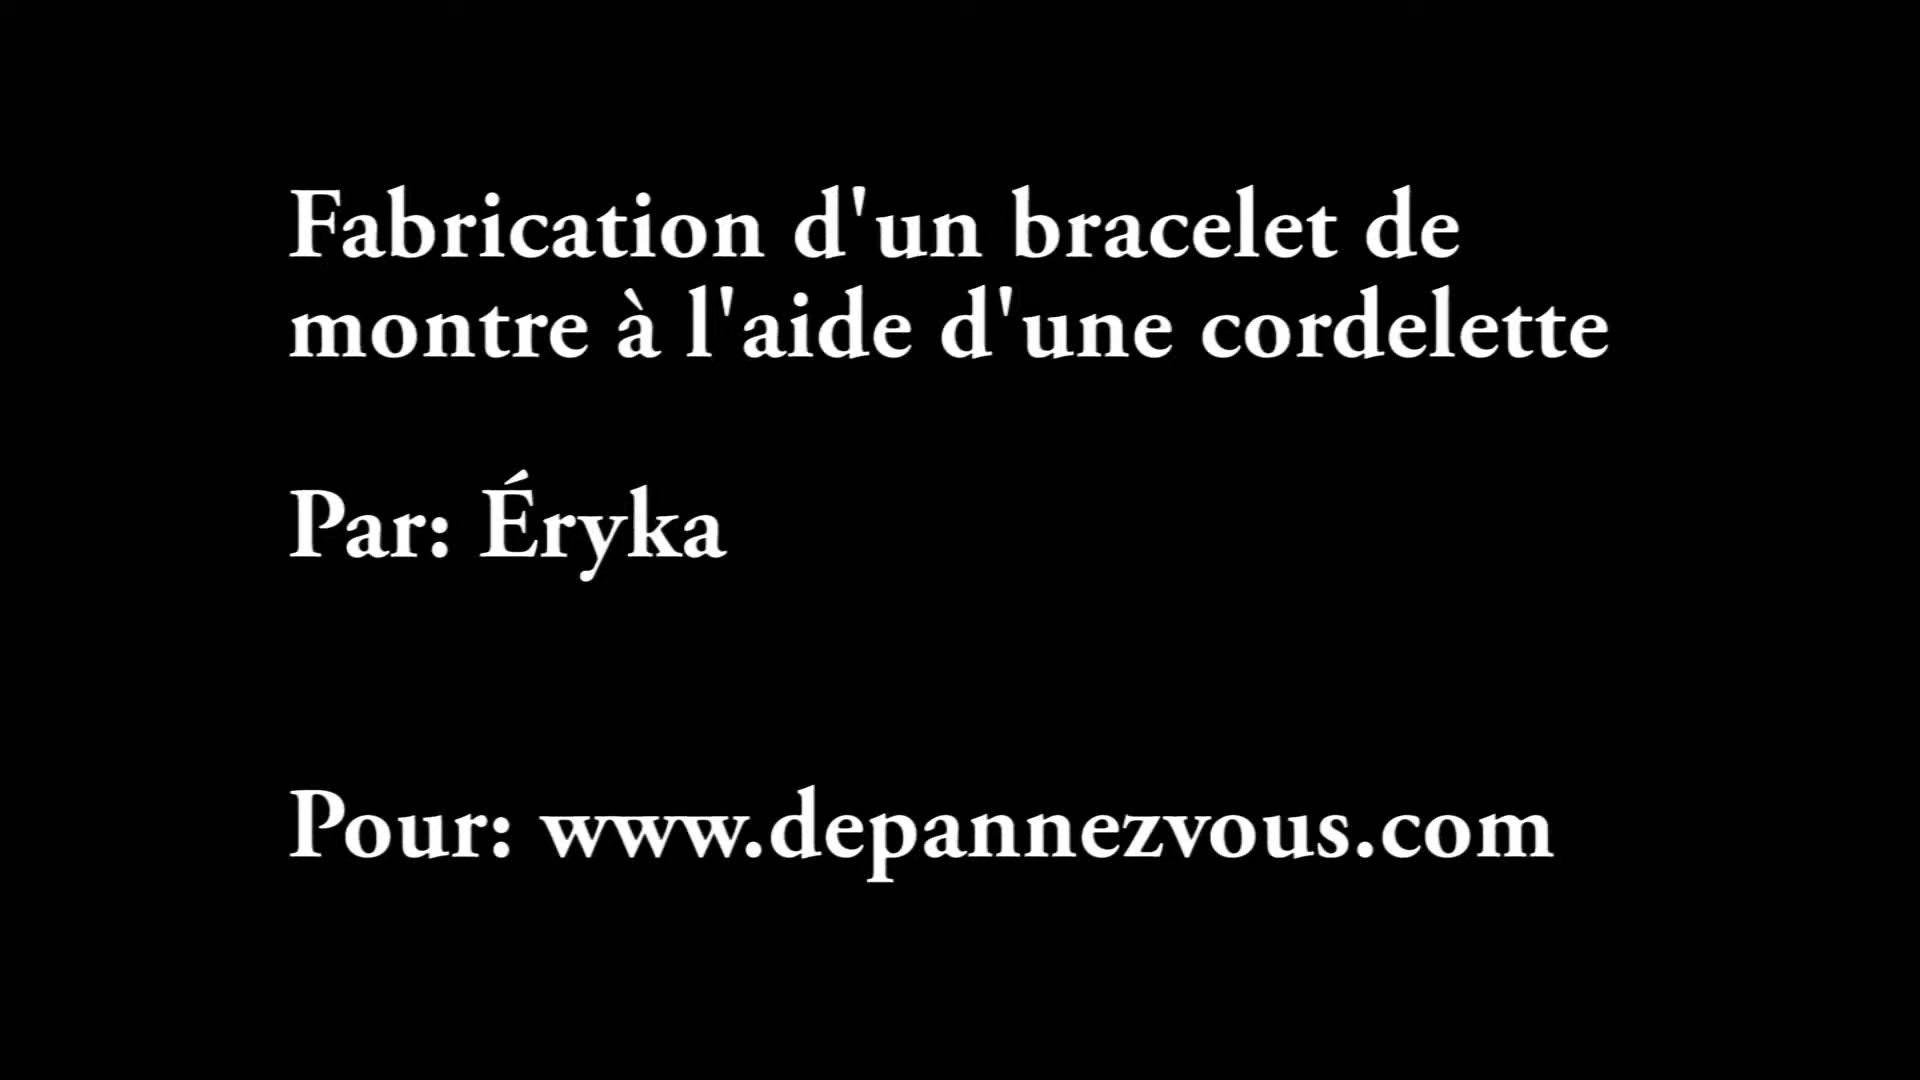 Fabrication d'un bracelet de
montre à l'aide d'une cordelette
Par: Éryka
Pour: www.depannezvous.com